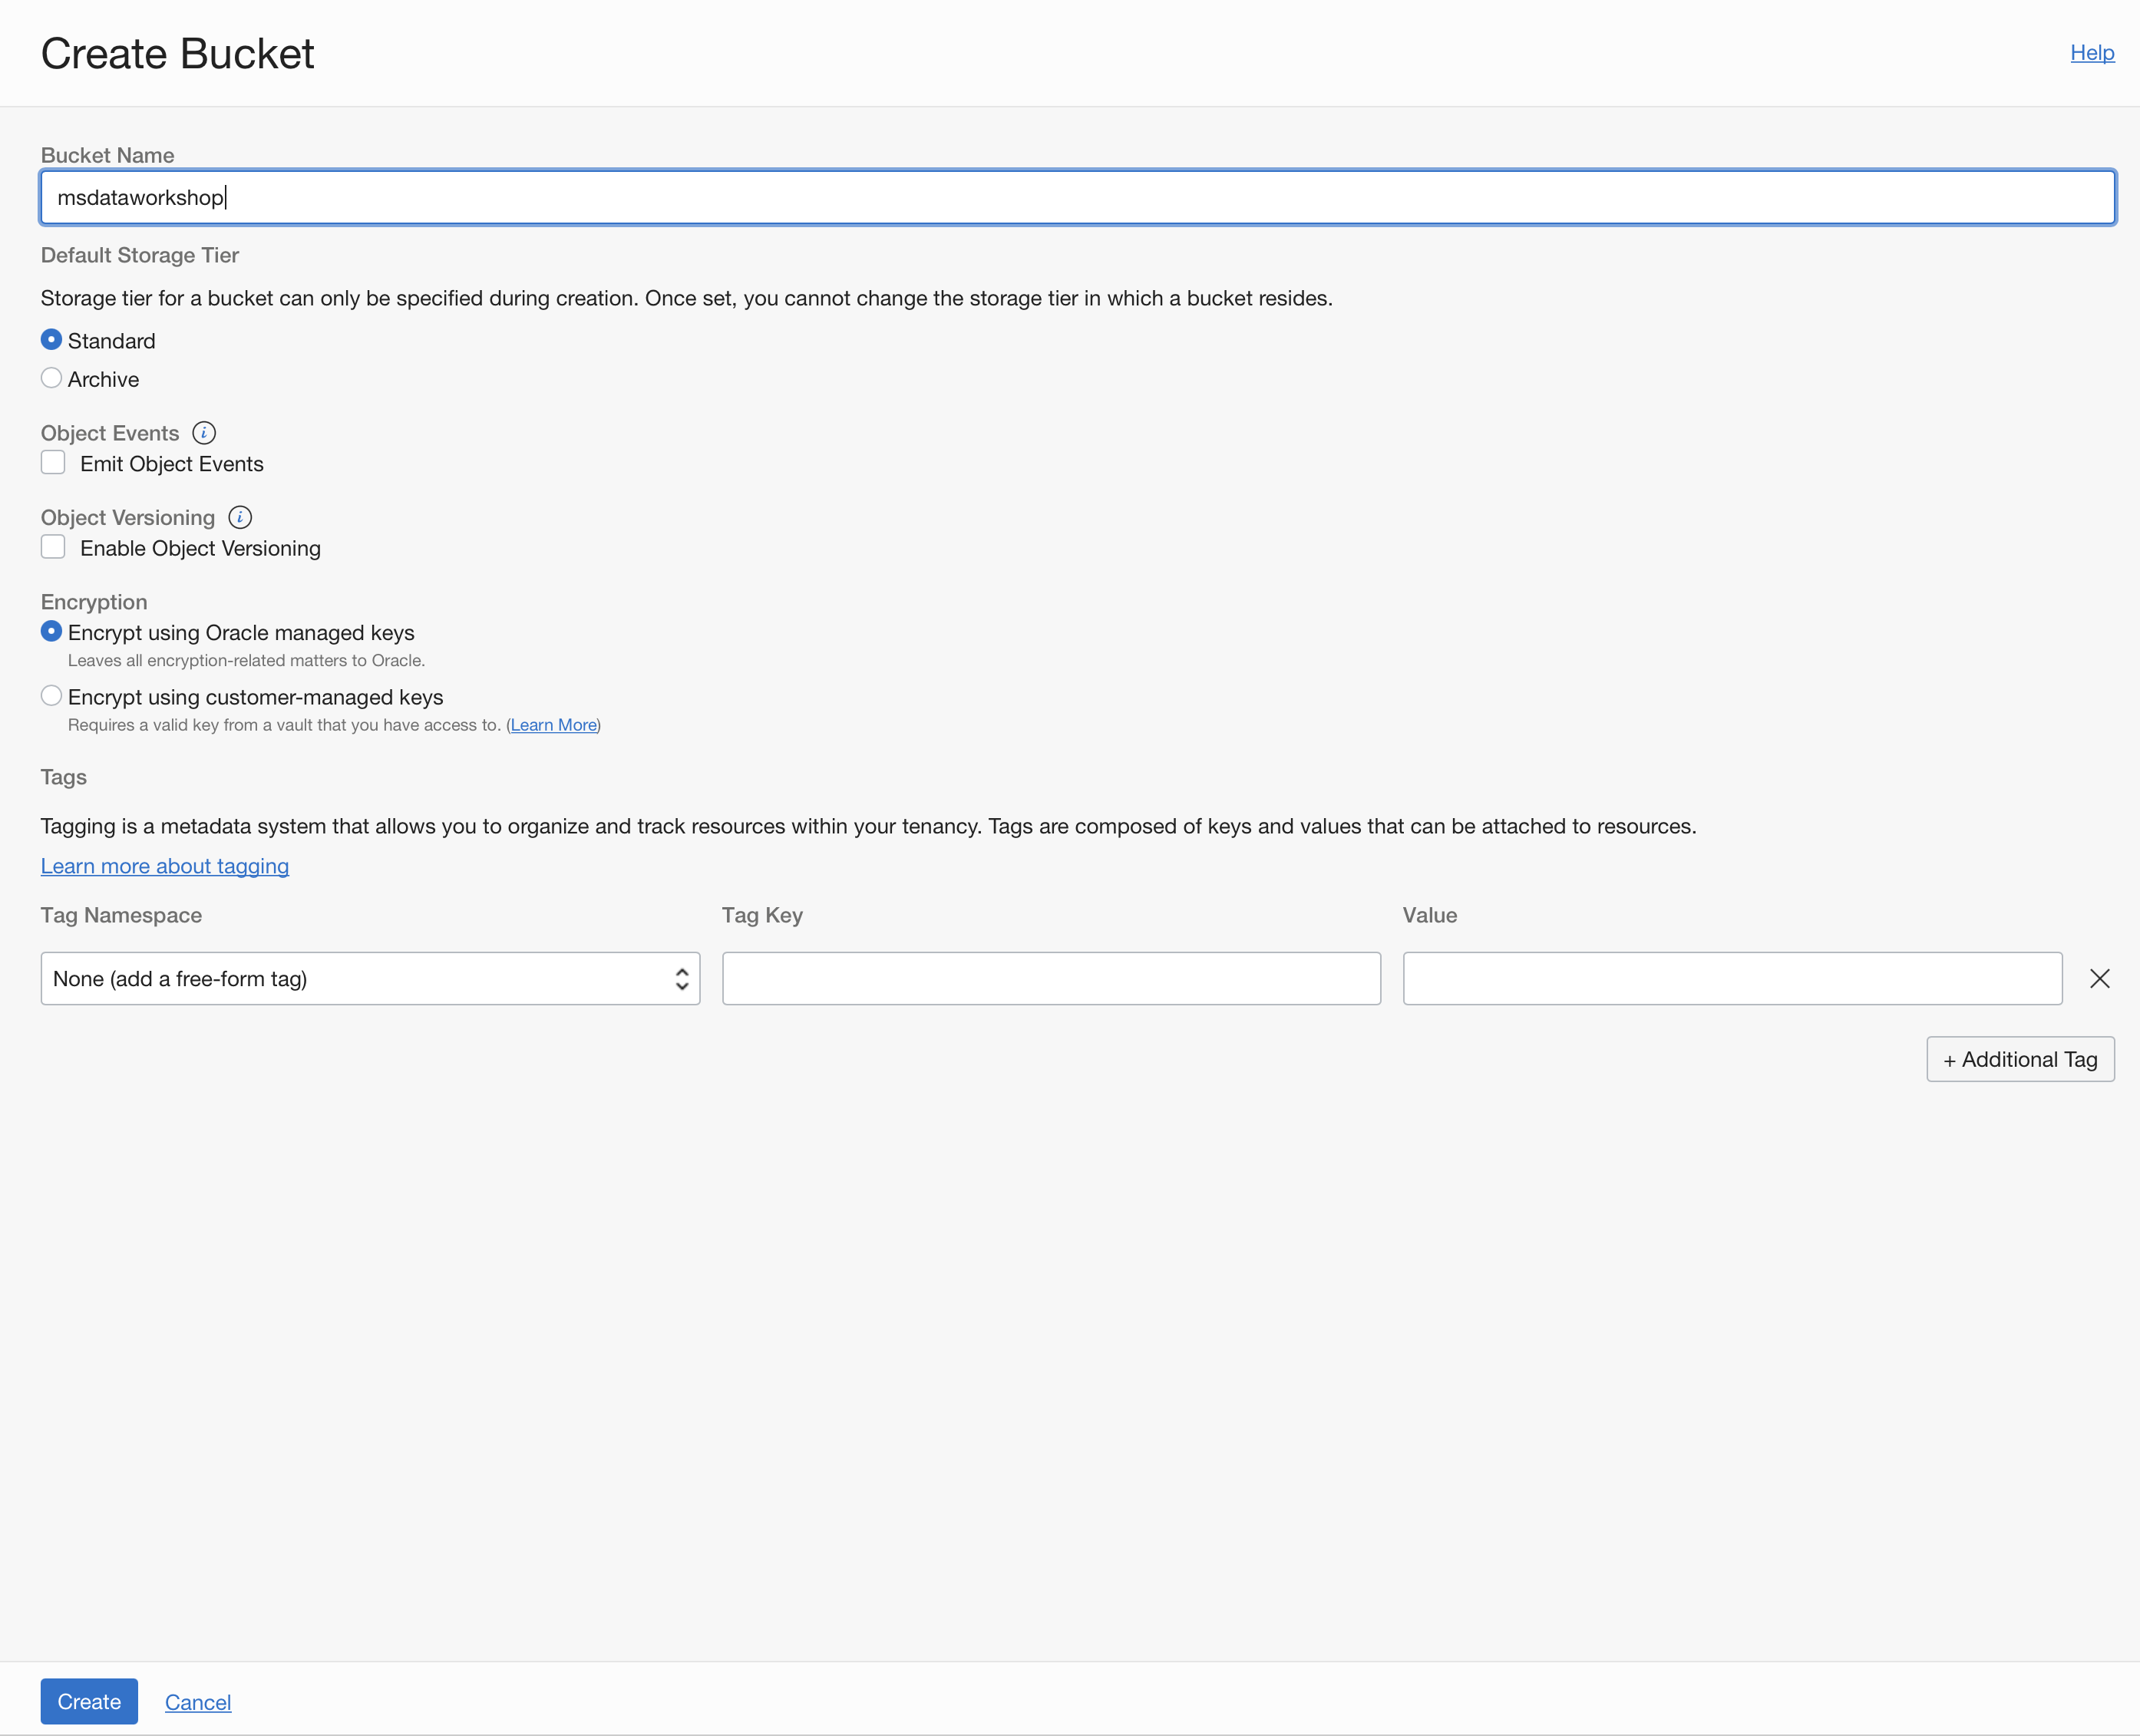 Create Bucket
Help
Bucket Name
msdataworkshop
Default Storage Tier
Storage tier for a bucket can only be specified during creation. Once set, you cannot change the storage tier in which a bucket resides.
Standard
Archive
Object Events i
Emit Object Events
Object Versioning i
Enable Object Versioning
Encryption
Encrypt using Oracle managed keys
Leaves all encryption-related matters to Oracle.
Encrypt using customer-managed keys
Requires a valid key from a vault that you have access to. (Learn More)
Tags
Tagging is a metadata system that allows you to organize and track resources within your tenancy. Tags are composed of keys and values that can be attached to resources.
Learn more about tagging
Tag Namespace Tag Key Value
None (add a free-form tag)
+ Additional Tag
Create Cancel